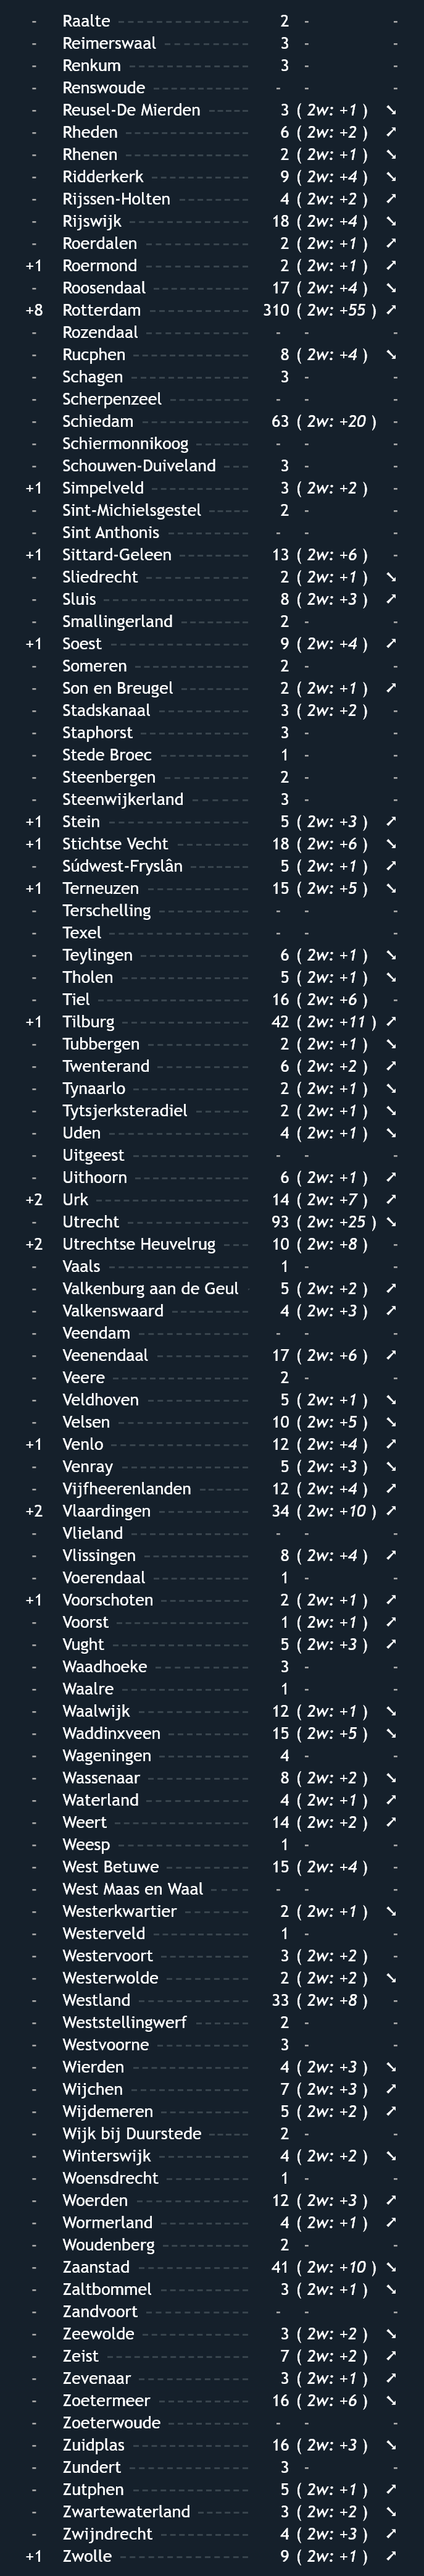 - Raalte 2 - -
- Reimerswaal 3 - -
- Renkum 3 - -
- Renswoude - - -
- Reusel-De Mierden 3 ( 2w: +1 ) ↘
- Rheden 6 ( 2w: +2 ) ↗
- Rhenen 2 ( 2w: +1 ) ↘
- Ridderkerk 9 ( 2w: +4 ) ↘
- Rijssen-Holten 4 ( 2w: +2 ) ↗
- Rijswijk 18 ( 2w: +4 ) ↘
- Roerdalen 2 ( 2w: +1 ) ↗
+1 Roermond 2 ( 2w: +1 ) ↗
- Roosendaal 17 ( 2w: +4 ) ↘
+8 Rotterdam 310 ( 2w: +55 ) ↗
- Rozendaal - - -
- Rucphen 8 ( 2w: +4 ) ↘
- Schagen 3 - -
- Scherpenzeel - - -
- Schiedam 63 ( 2w: +20 ) -
- Schiermonnikoog - - -
- Schouwen-Duiveland 3 - -
+1 Simpelveld 3 ( 2w: +2 ) -
- Sint-Michielsgestel 2 - -
- Sint Anthonis - - -
+1 Sittard-Geleen 13 ( 2w: +6 ) -
- Sliedrecht 2 ( 2w: +1 ) ↘
- Sluis 8 ( 2w: +3 ) ↗
- Smallingerland 2 - -
+1 Soest 9 ( 2w: +4 ) ↗
- Someren 2 - -
- Son en Breugel 2 ( 2w: +1 ) ↗
- Stadskanaal 3 ( 2w: +2 ) -
- Staphorst 3 - -
- Stede Broec 1 - -
- Steenbergen 2 - -
- Steenwijkerland 3 - -
+1 Stein 5 ( 2w: +3 ) ↗
+1 Stichtse Vecht 18 ( 2w: +6 ) ↘
- Súdwest-Fryslân 5 ( 2w: +1 ) ↗
+1 Terneuzen 15 ( 2w: +5 ) ↘
- Terschelling - - -
- Texel - - -
- Teylingen 6 ( 2w: +1 ) ↘
- Tholen 5 ( 2w: +1 ) ↘
- Tiel 16 ( 2w: +6 ) -
+1 Tilburg 42 ( 2w: +11 ) ↗
- Tubbergen 2 ( 2w: +1 ) ↘
- Twenterand 6 ( 2w: +2 ) ↗
- Tynaarlo 2 ( 2w: +1 ) ↘
- Tytsjerksteradiel 2 ( 2w: +1 ) ↘
- Uden 4 ( 2w: +1 ) ↘
- Uitgeest - - -
- Uithoorn 6 ( 2w: +1 ) ↗
+2 Urk 14 ( 2w: +7 ) ↗
- Utrecht 93 ( 2w: +25 ) ↘
+2 Utrechtse Heuvelrug 10 ( 2w: +8 ) -
- Vaals 1 - -
- Valkenburg aan de Geul 5 ( 2w: +2 ) ↗
- Valkenswaard 4 ( 2w: +3 ) ↗
- Veendam - - -
- Veenendaal 17 ( 2w: +6 ) ↗
- Veere 2 - -
- Veldhoven 5 ( 2w: +1 ) ↘
- Velsen 10 ( 2w: +5 ) ↘
+1 Venlo 12 ( 2w: +4 ) ↗
- Venray 5 ( 2w: +3 ) ↘
- Vijfheerenlanden 12 ( 2w: +4 ) ↗
+2 Vlaardingen 34 ( 2w: +10 ) ↗
- Vlieland - - -
- Vlissingen 8 ( 2w: +4 ) ↗
- Voerendaal 1 - -
+1 Voorschoten 2 ( 2w: +1 ) ↗
- Voorst 1 ( 2w: +1 ) ↗
- Vught 5 ( 2w: +3 ) ↗
- Waadhoeke 3 - -
- Waalre 1 - -
- Waalwijk 12 ( 2w: +1 ) ↘
- Waddinxveen 15 ( 2w: +5 ) ↘
- Wageningen 4 - -
- Wassenaar 8 ( 2w: +2 ) ↘
- Waterland 4 ( 2w: +1 ) ↗
- Weert 14 ( 2w: +2 ) ↗
- Weesp 1 - -
- West Betuwe 15 ( 2w: +4 ) -
- West Maas en Waal - - -
- Westerkwartier 2 ( 2w: +1 ) ↘
- Westerveld 1 - -
- Westervoort 3 ( 2w: +2 ) -
- Westerwolde 2 ( 2w: +2 ) ↘
- Westland 33 ( 2w: +8 ) -
- Weststellingwerf 2 - -
- Westvoorne 3 - -
- Wierden 4 ( 2w: +3 ) ↘
- Wijchen 7 ( 2w: +3 ) ↗
- Wijdemeren 5 ( 2w: +2 ) ↗
- Wijk bij Duurstede 2 - -
- Winterswijk 4 ( 2w: +2 ) ↘
- Woensdrecht 1 - -
- Woerden 12 ( 2w: +3 ) ↗
- Wormerland 4 ( 2w: +1 ) ↗
- Woudenberg 2 - -
- Zaanstad 41 ( 2w: +10 ) ↘
- Zaltbommel 3 ( 2w: +1 ) ↘
- Zandvoort - - -
- Zeewolde 3 ( 2w: +2 ) ↘
- Zeist 7 ( 2w: +2 ) ↗
- Zevenaar 3 ( 2w: +1 ) ↗
- Zoetermeer 16 ( 2w: +6 ) ↘
- Zoeterwoude - - -
- Zuidplas 16 ( 2w: +3 ) ↘
- Zundert 3 - -
- Zutphen 5 ( 2w: +1 ) ↗
- Zwartewaterland 3 ( 2w: +2 ) ↘
- Zwijndrecht 4 ( 2w: +3 ) ↗
+1 Zwolle 9 ( 2w: +1 ) ↗